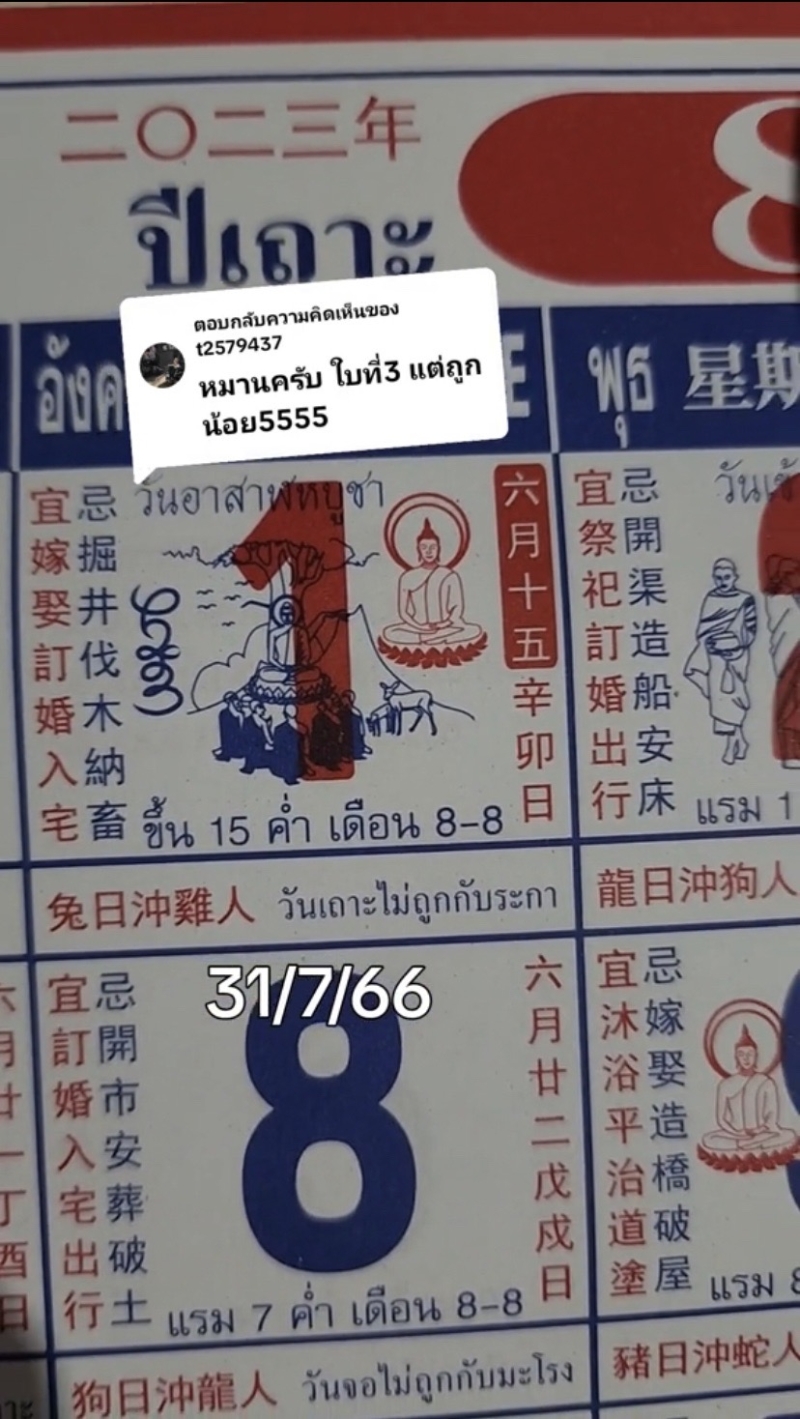 二〇二三年
8
ปีเถาะ
ตอบกลับความคิดเห็นของ
t2579437
หมานครับ ใบที่3 แต่ถูก
น้อย5555
อังค
E
พุธ 星期
วันอาสาฬหบูชา
1
宜嫁娶訂婚入宅
忌掘井伐木納畜
六月十五辛卯日
ขึ้น 15 ค่ำ เดือน 8-8
宜祭祀訂婚出行
忌開渠造船安床
วันเข้
2
แรม 1
兔日沖雞人 วันเถาะไม่ถูกกับระกา
龍日沖狗人
31/7/66
8
宜訂婚入宅出行
忌開市安葬破土
六月廿二戊戌日
แรม 7 ค่ำ เดือน 8-8
宜沐浴平治道塗
忌嫁娶造橋破屋
แรม 8
狗日沖龍人 วันจอไม่ถูกกับมะโรง
豬日沖蛇人